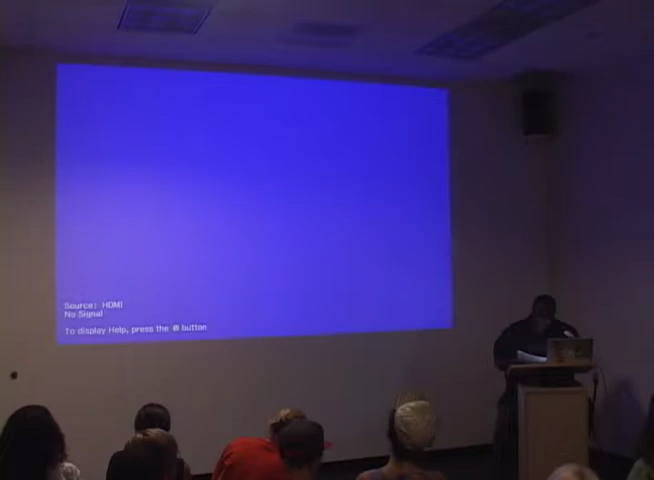 Source: HDMI
No Signal
To display Help, press the button